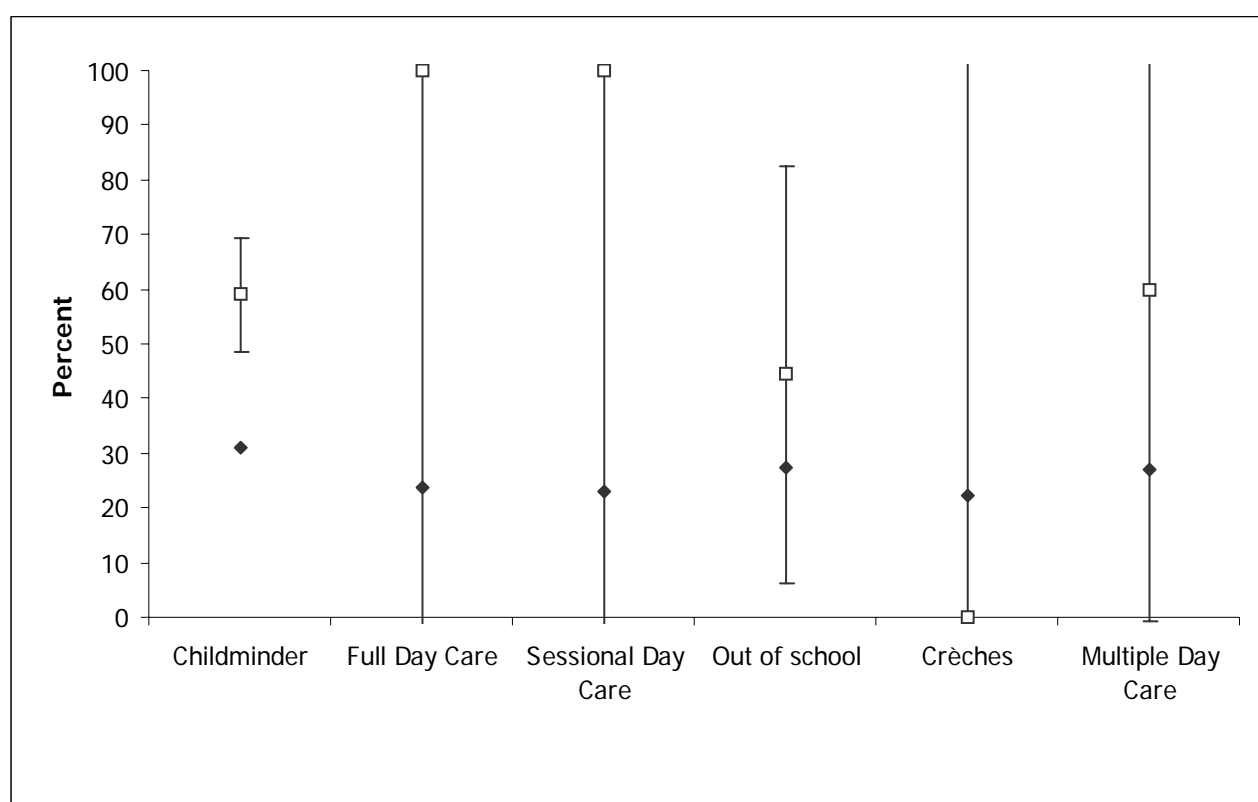 100
90
80
70
60
50
40
30
20
10
0
Percent
Childminder
Full Day Care
Sessional Day
Care
Out of school
Crèches
Multiple Day
Care